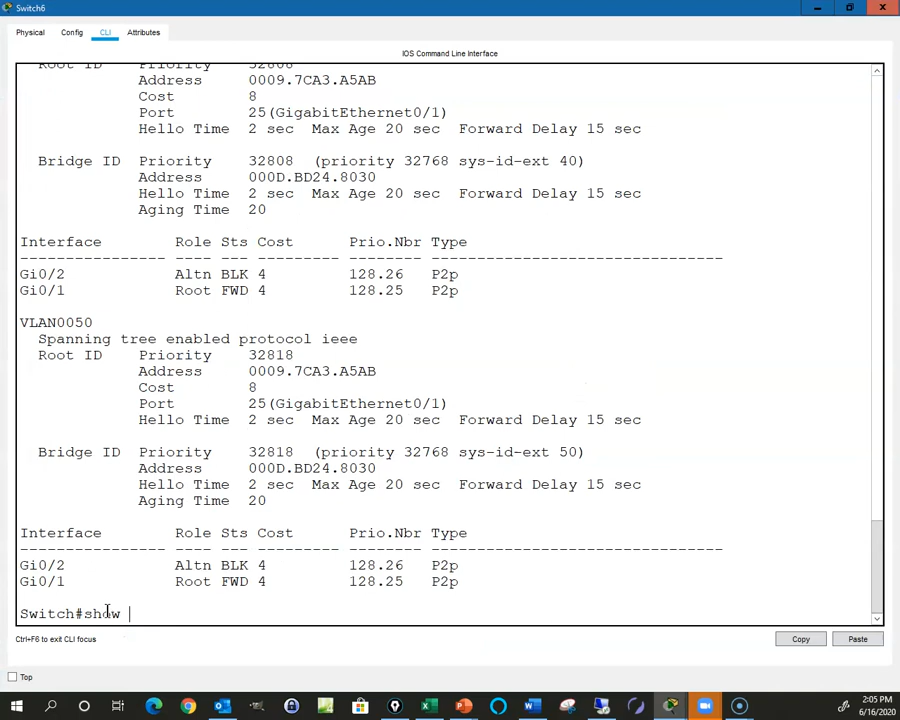 Switch6
Physical Config CLI Attributes
IOS Command Line Interface
Root ID    Priority    32808
Address     0009.7CA3.A5AB
Cost        8
Port        25(GigabitEthernet0/1)
Hello Time  2 sec  Max Age 20 sec  Forward Delay 15 sec
Bridge ID  Priority    32808  (priority 32768 sys-id-ext 40)
Address     000D.BD24.8030
Hello Time  2 sec  Max Age 20 sec  Forward Delay 15 sec
Aging Time  20
Interface        Role Sts Cost      Prio.Nbr Type
---------------- ---- --- --------- -------- --------------------------------
Gi0/2            Altn BLK 4         128.26   P2p
Gi0/1            Root FWD 4         128.25   P2p
VLAN0050
Spanning tree enabled protocol ieee
Root ID    Priority    32818
Address     0009.7CA3.A5AB
Cost        8
Port        25(GigabitEthernet0/1)
Hello Time  2 sec  Max Age 20 sec  Forward Delay 15 sec
Bridge ID  Priority    32818  (priority 32768 sys-id-ext 50)
Address     000D.BD24.8030
Hello Time  2 sec  Max Age 20 sec  Forward Delay 15 sec
Aging Time  20
Interface        Role Sts Cost      Prio.Nbr Type
---------------- ---- --- --------- -------- --------------------------------
Gi0/2            Altn BLK 4         128.26   P2p
Gi0/1            Root FWD 4         128.25   P2p
Switch#show
Ctrl+F6 to exit CLI focus
Copy Paste
Top
2:05 PM
6/16/2020